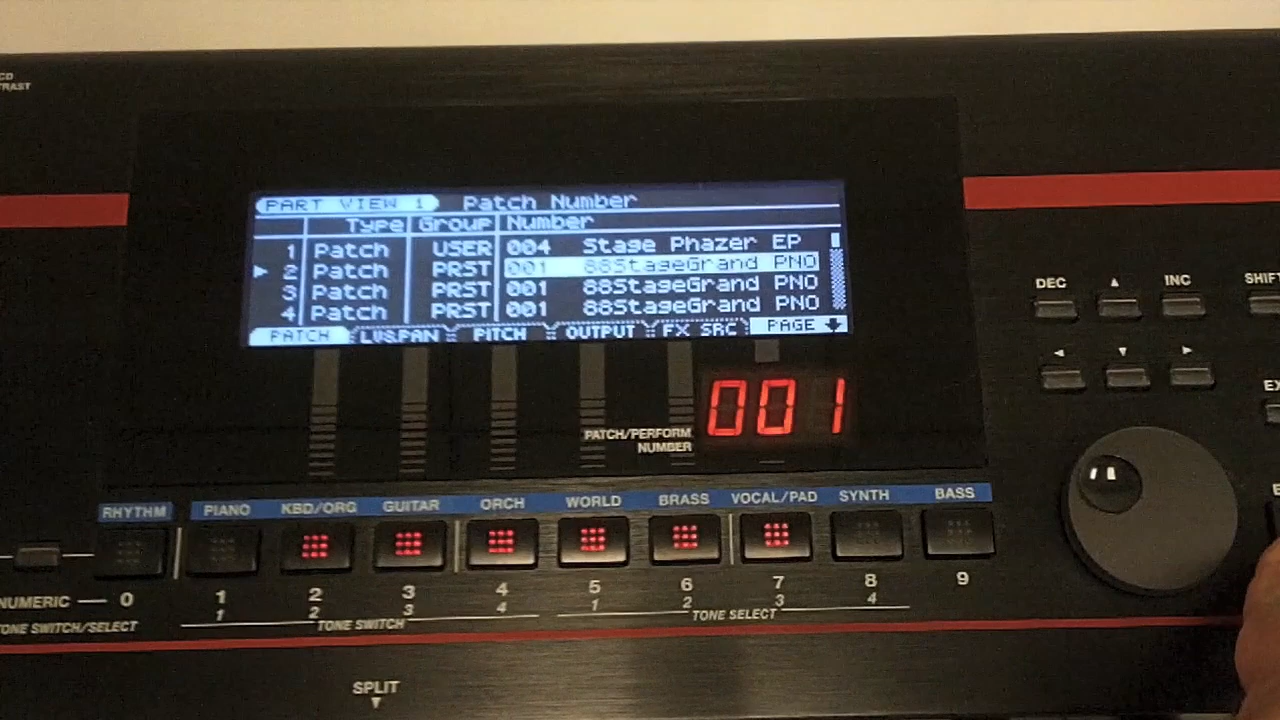 CD
TRAST
PART VIEW 1 Patch Number
Type Group Number
1 Patch USER 004 Stage Phazer EP
2 Patch PRST 001 88StageGrand PNO
3 Patch PRST 001 88StageGrand PNO
4 Patch PRST 001 88StageGrand PNO
PATCH LVS.PAN PITCH OUTPUT FX SRC PAGE
DEC INC SHIFT
001
PATCH/PERFORM
NUMBER
RHYTHM PIANO KBD/ORG GUITAR ORCH WORLD BRASS VOCAL/PAD SYNTH BASS
NUMERIC 0 1 2 3 4 5 6 7 8 9
1 2 3 4 1 2 3 4
TONE SWITCH/SELECT TONE SWITCH TONE SELECT
SPLIT